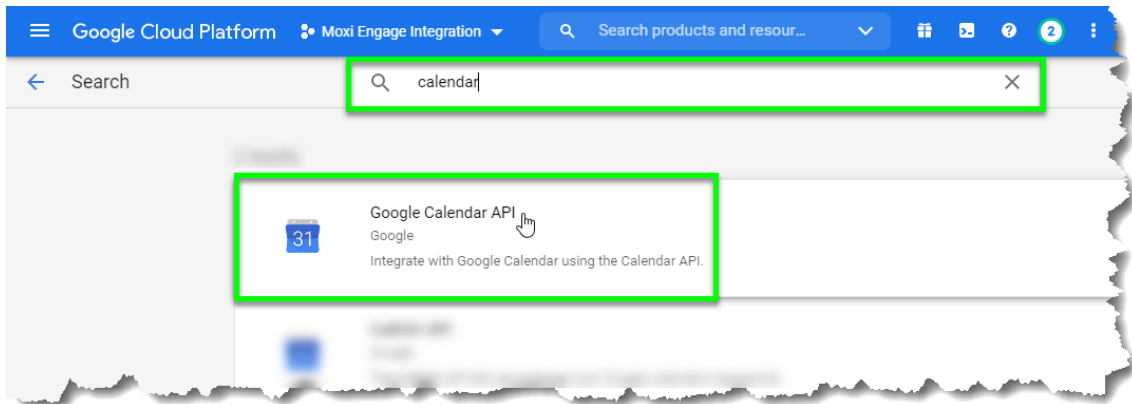 Google Cloud Platform Moxi Engage Integration Search products and resour... 2
Search calendar
Google Calendar API
31
Google
Integrate with Google Calendar using the Calendar API.